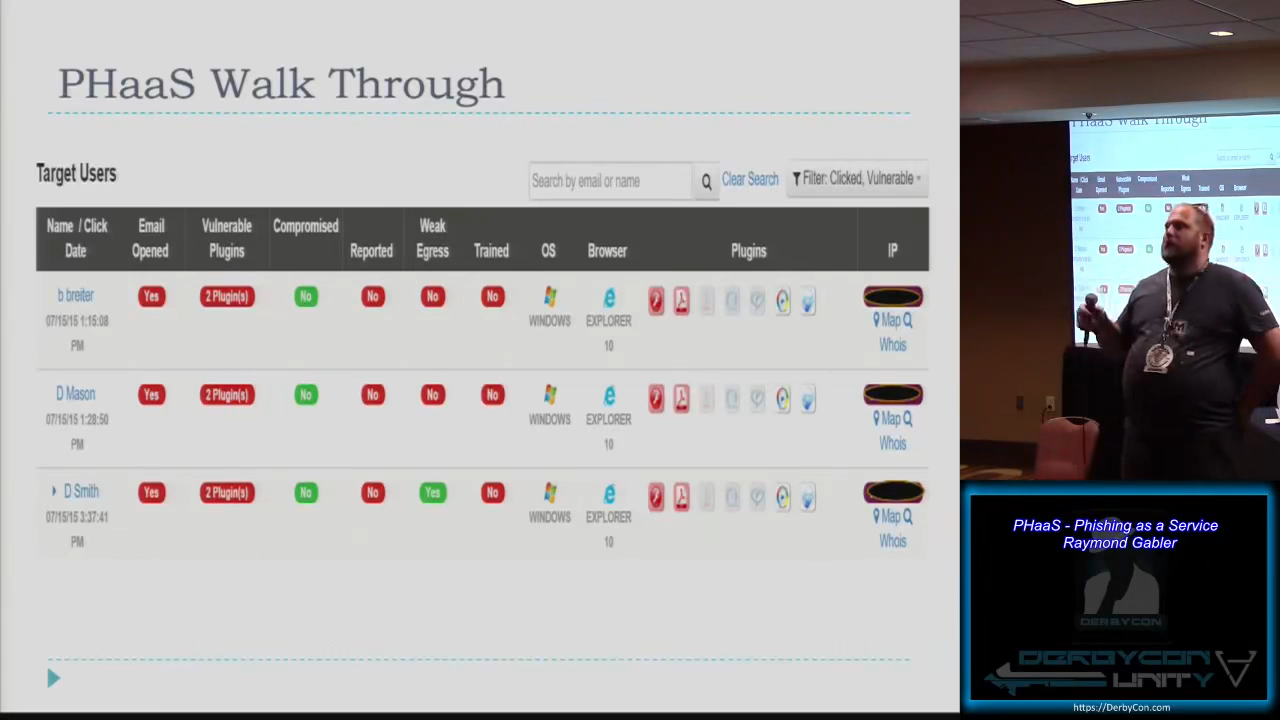 PHaaS Walk Through
Target Users
Search by email or name
Clear Search
Filter: Clicked, Vulnerable
Name / Click Date
Email Opened
Vulnerable Plugins
Compromised
Reported
Weak Egress
Trained
OS
Browser
Plugins
IP
b breiter
07/15/15 1:15:08 PM
Yes
2 Plugin(s)
No
No
No
No
WINDOWS
EXPLORER 10
Map
Whois
D Mason
07/15/15 1:28:50 PM
Yes
2 Plugin(s)
No
No
No
No
WINDOWS
EXPLORER 10
Map
Whois
D Smith
07/15/15 3:37:41 PM
Yes
2 Plugin(s)
No
No
Yes
No
WINDOWS
EXPLORER 10
Map
Whois
PHaaS Walk Through
PHaaS - Phishing as a Service
Raymond Gabler
DERBYCON
DERBYCON
UNITY
https://DerbyCon.com